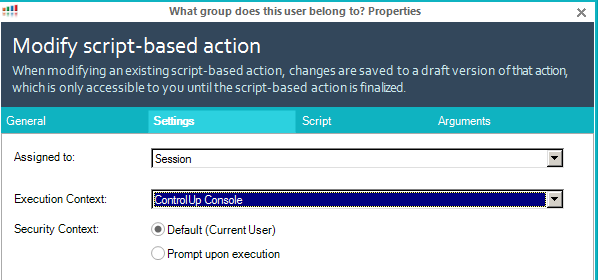 What group does this user belong to? Properties
Modify script-based action
When modifying an existing script-based action, changes are saved to a draft version of that action,
which is only accessible to you until the script-based action is finalized.
General Settings Script Arguments
Assigned to: Session
Execution Context: ControlUp Console
Security Context: Default (Current User)
Prompt upon execution